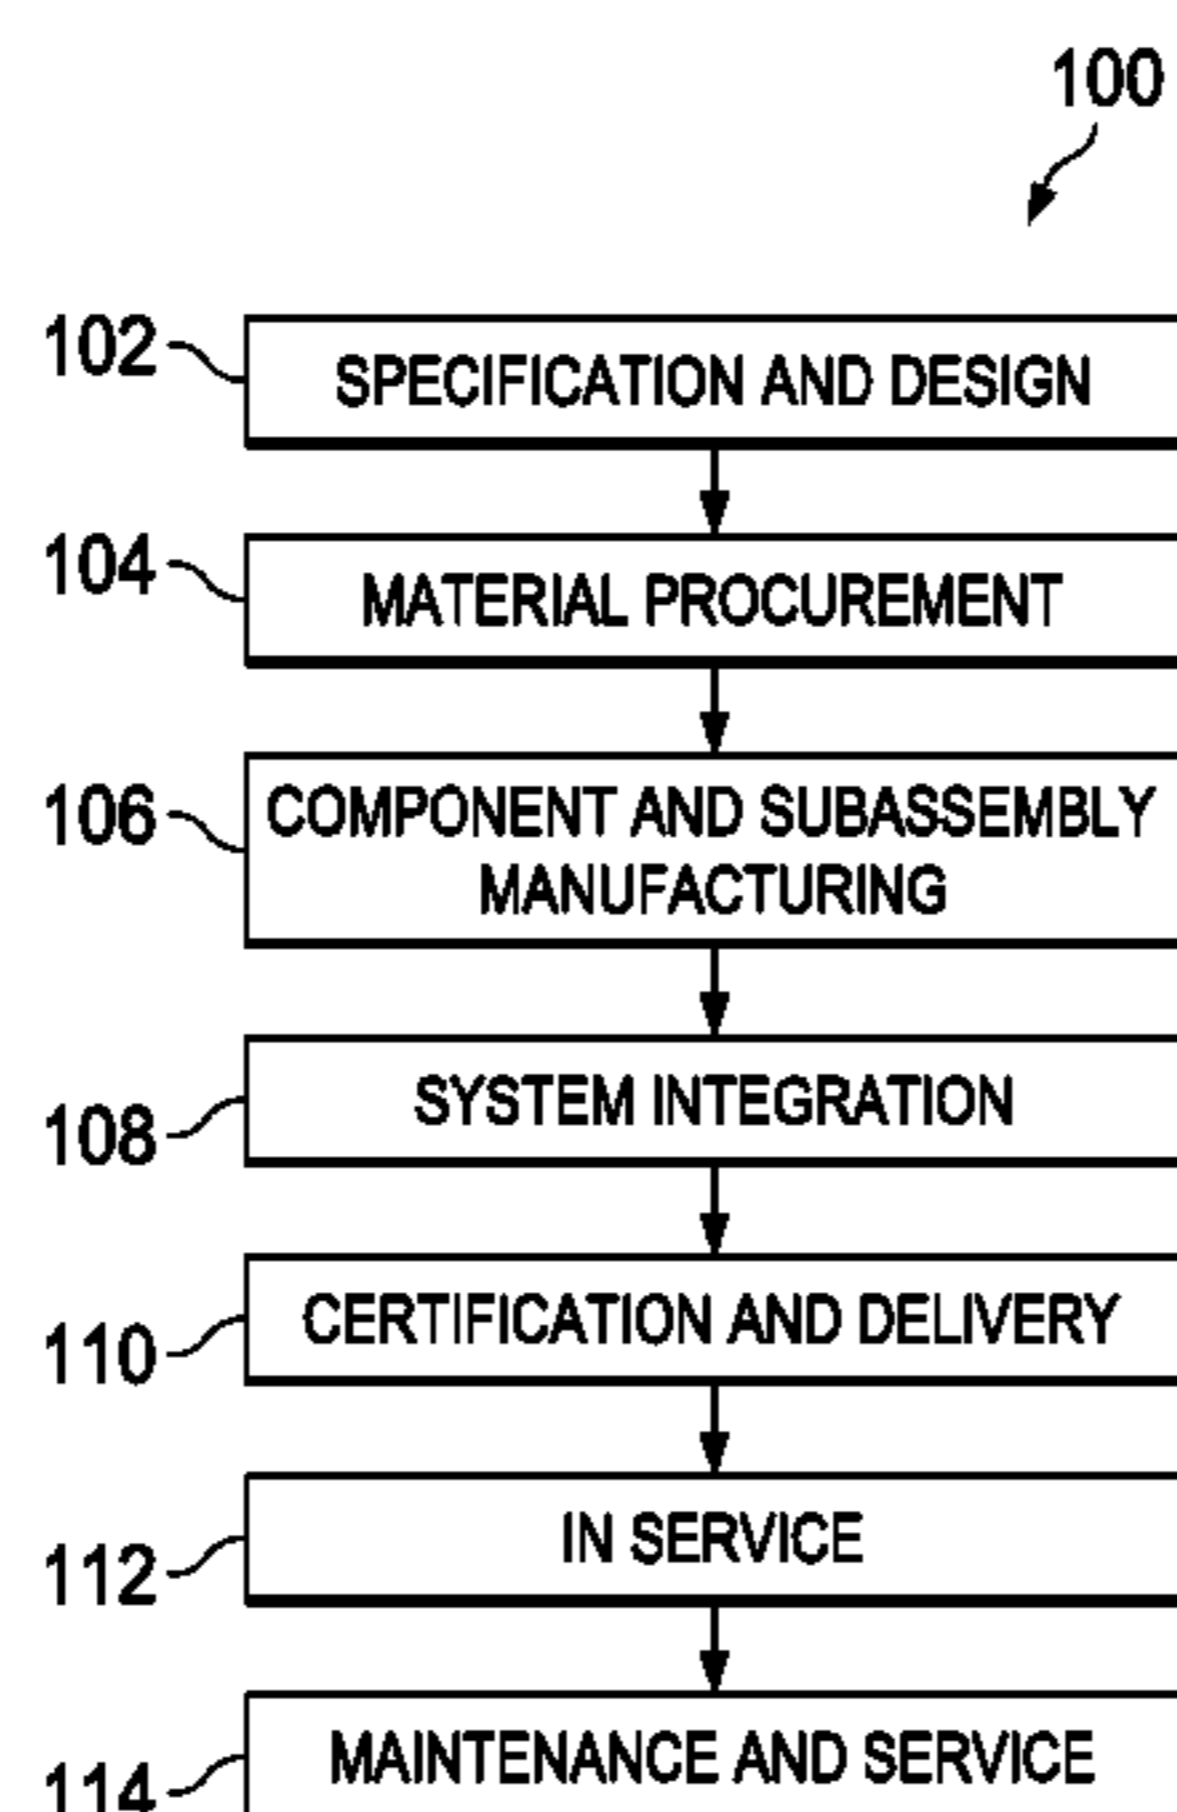 100
102 SPECIFICATION AND DESIGN
104 MATERIAL PROCUREMENT
106 COMPONENT AND SUBASSEMBLY
MANUFACTURING
108 SYSTEM INTEGRATION
110 CERTIFICATION AND DELIVERY
112 IN SERVICE
114 MAINTENANCE AND SERVICE